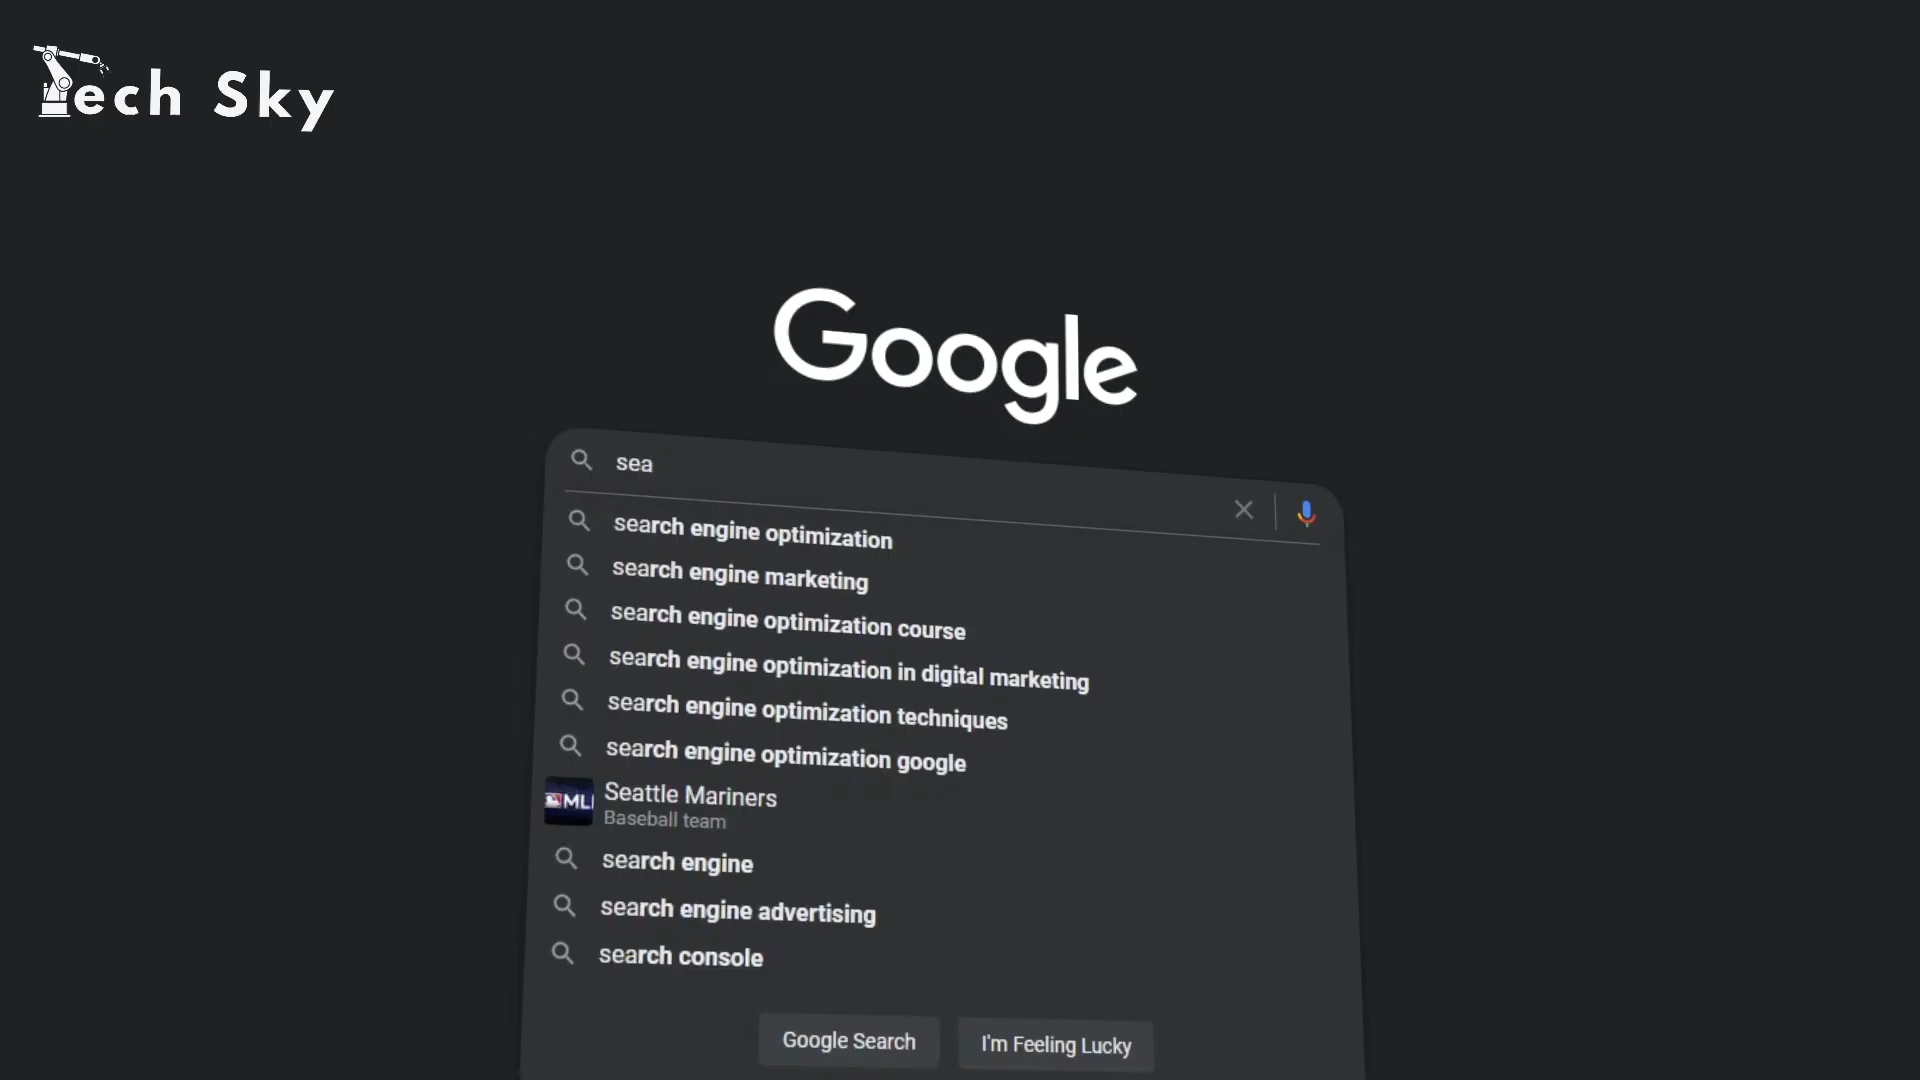 Tech Sky
Google
sea
search engine optimization
search engine marketing
search engine optimization course
search engine optimization in digital marketing
search engine optimization techniques
search engine optimization google
ML
Seattle Mariners
Baseball team
search engine
search engine advertising
search console
Google Search
I'm Feeling Lucky